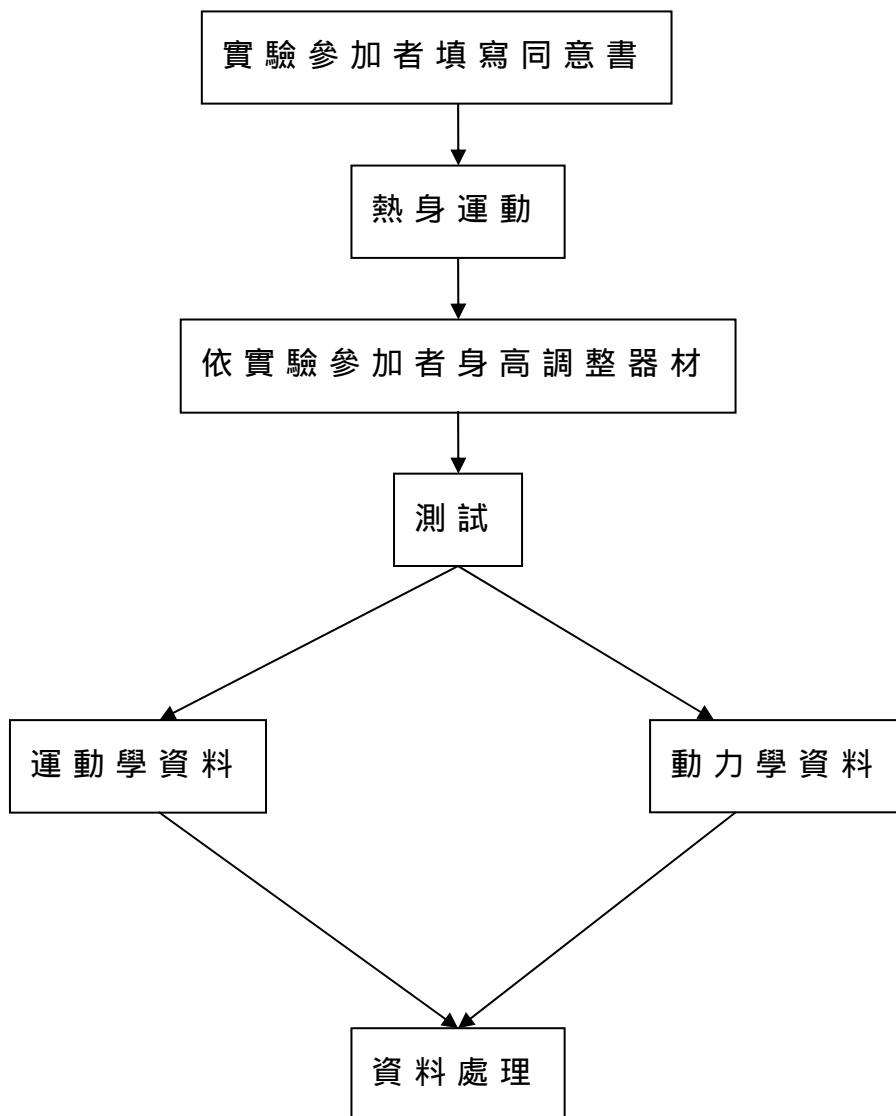 實驗參加者填寫同意書
熱身運動
依實驗參加者身高調整器材
測試
運動學資料
動力學資料
資料處理